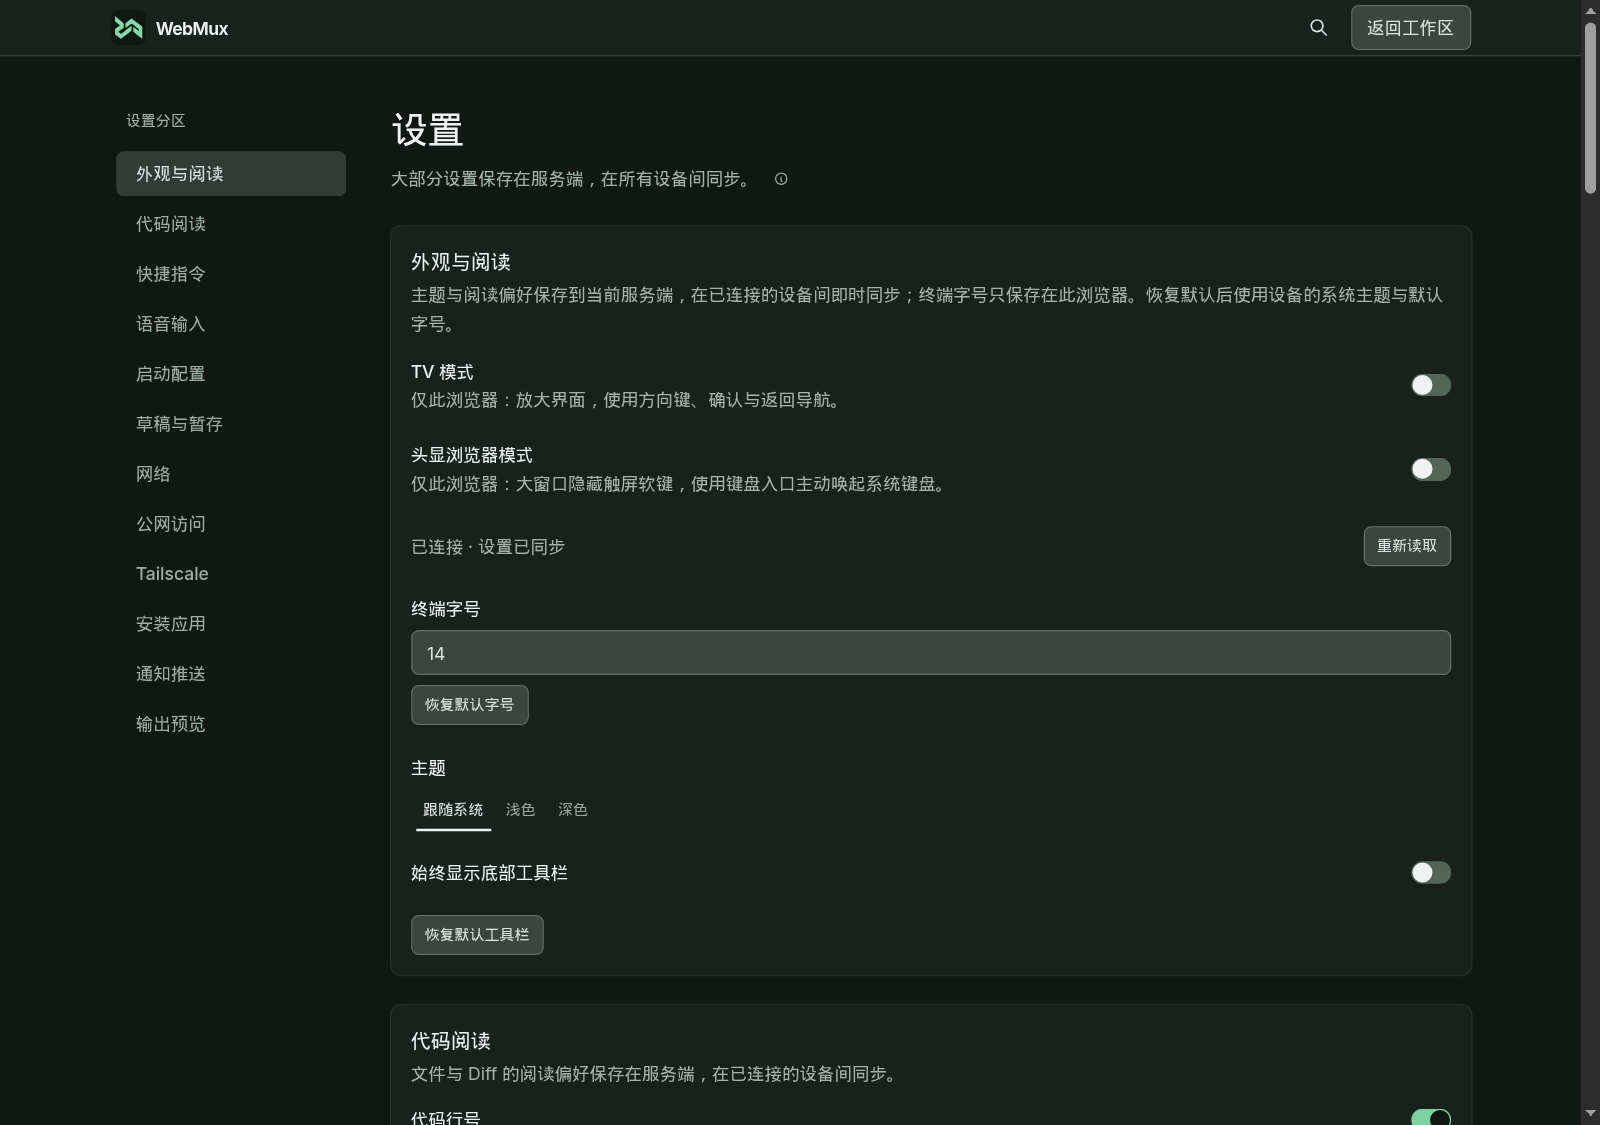 WebMux
返回工作区
设置分区
外观与阅读
代码阅读
快捷指令
语音输入
启动配置
草稿与暂存
网络
公网访问
Tailscale
安装应用
通知推送
输出预览
设置
大部分设置保存在服务端，在所有设备间同步。
外观与阅读
主题与阅读偏好保存到当前服务端，在已连接的设备间即时同步；终端字号只保存在此浏览器。恢复默认后使用设备的系统主题与默认
字号。
TV 模式
仅此浏览器：放大界面，使用方向键、确认与返回导航。
头显浏览器模式
仅此浏览器：大窗口隐藏触屏软键，使用键盘入口主动唤起系统键盘。
已连接 · 设置已同步
重新读取
终端字号
14
恢复默认字号
主题
跟随系统 浅色 深色
始终显示底部工具栏
恢复默认工具栏
代码阅读
文件与 Diff 的阅读偏好保存在服务端，在已连接的设备间同步。
代码行号